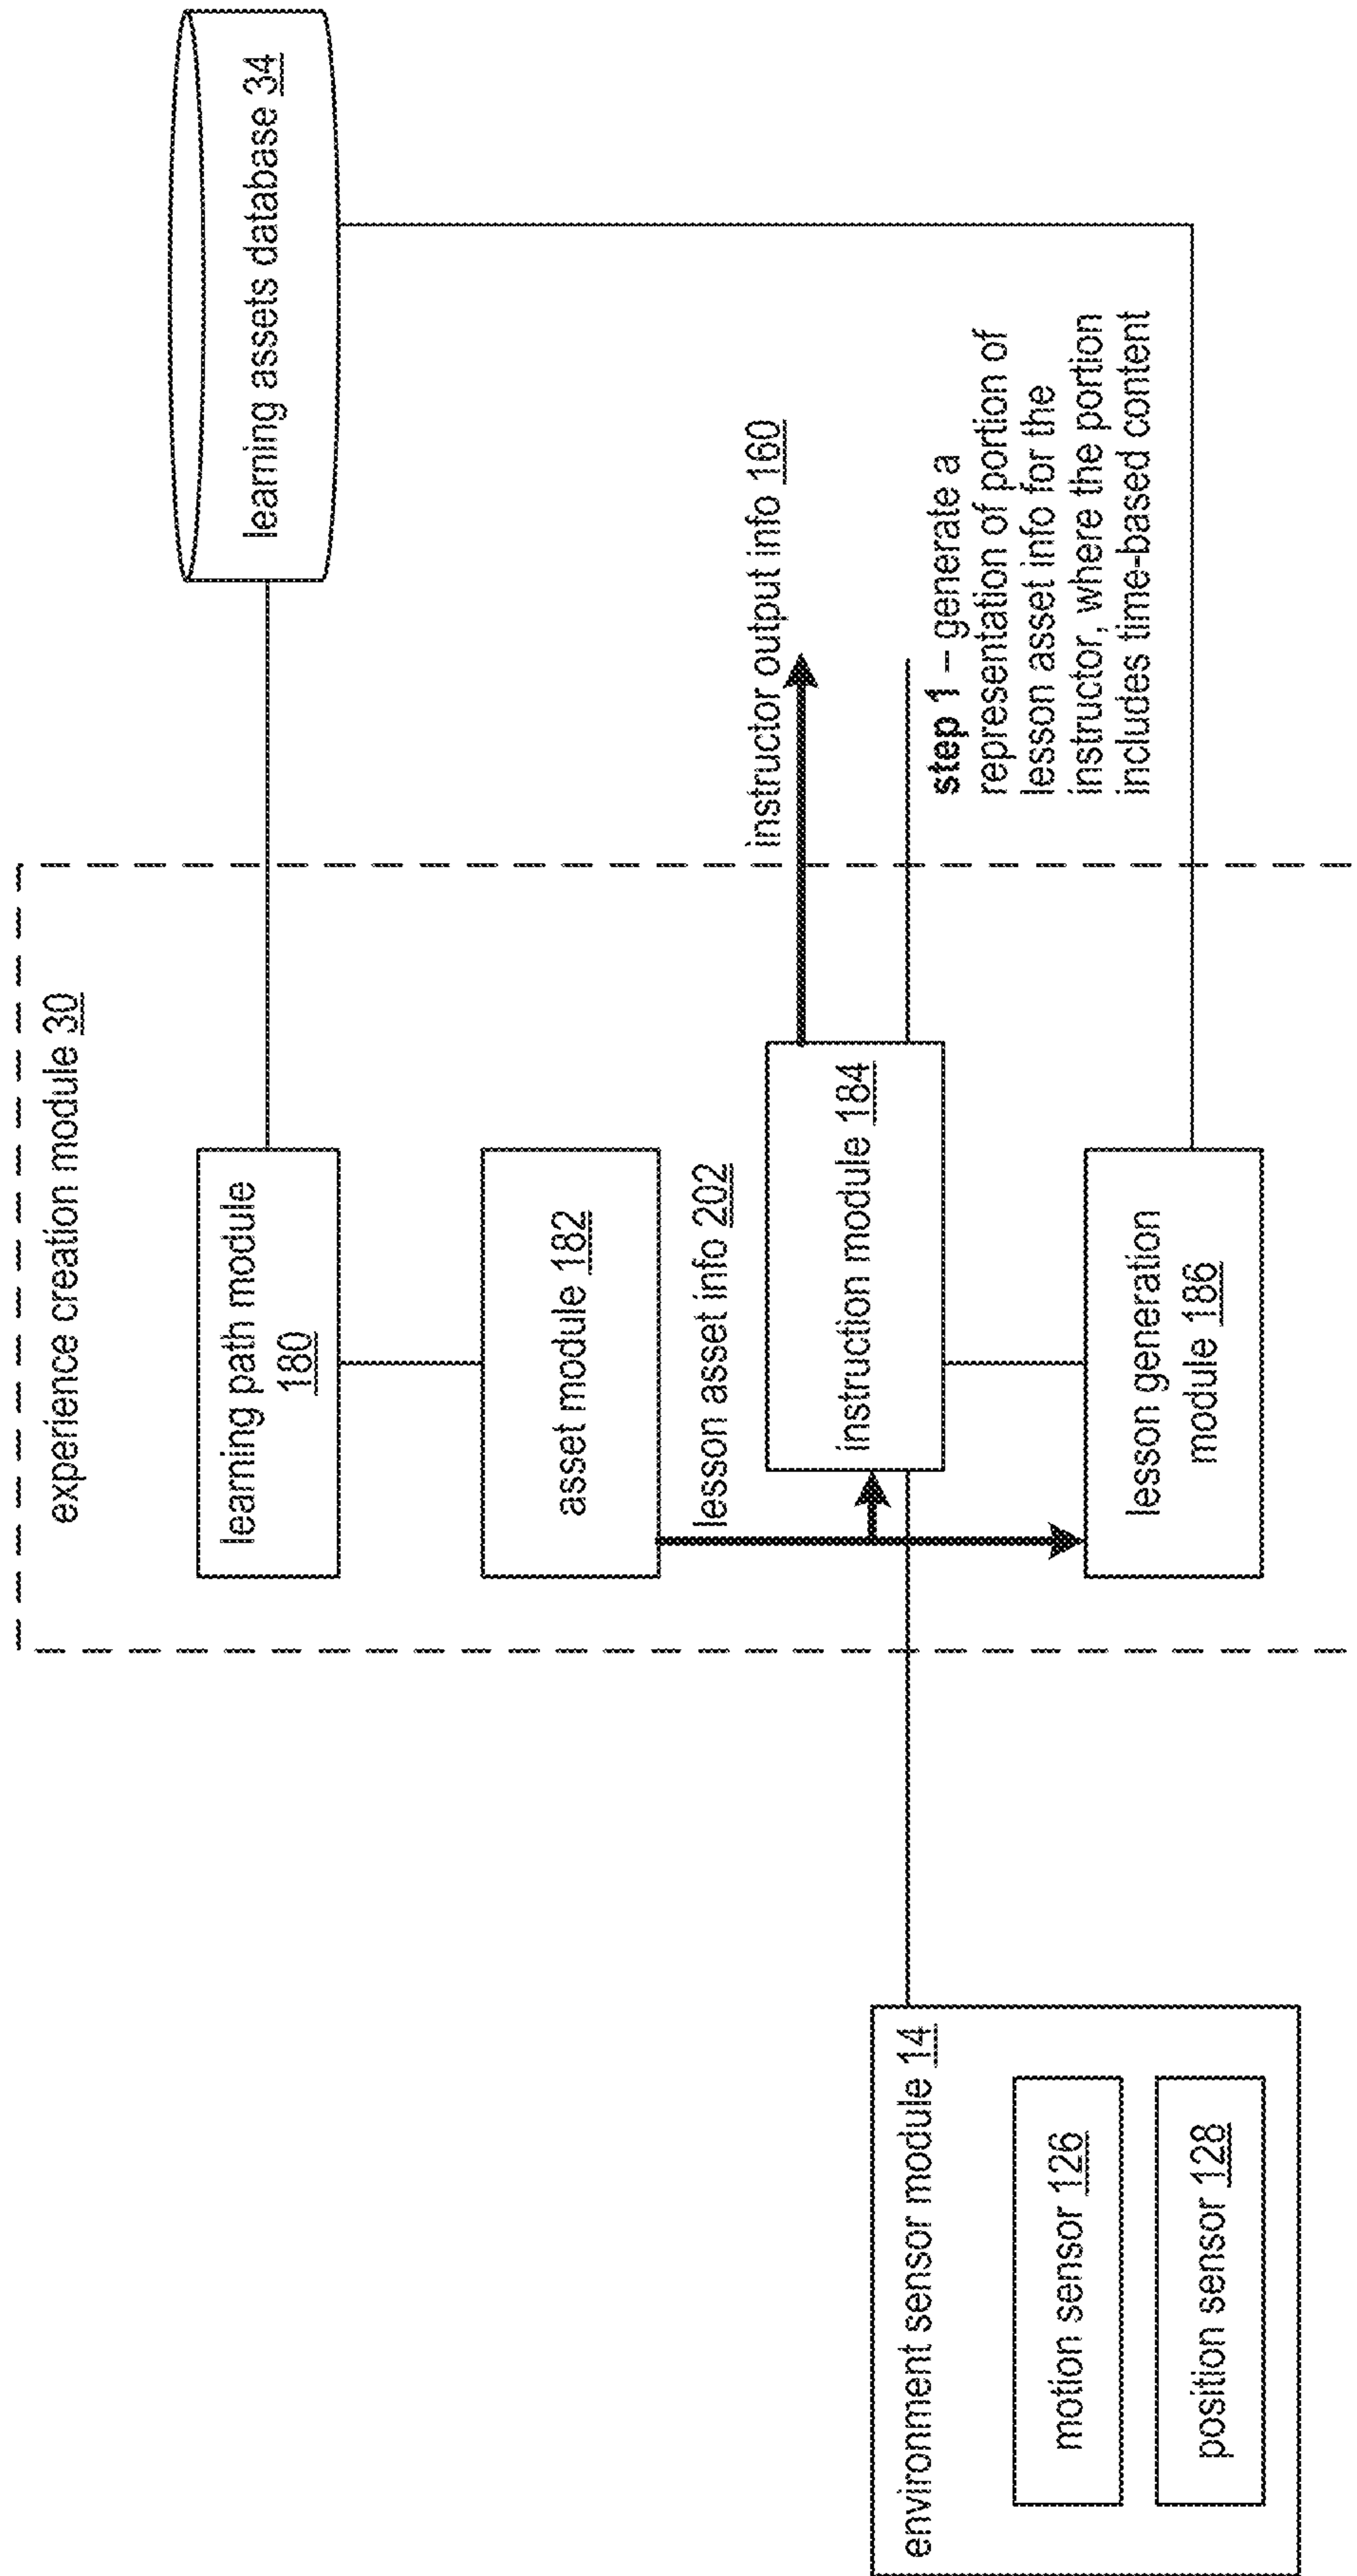 experience creation module 30
learning assets database 34
learning path module
180
asset module 182
lesson asset info 202
instructor output info 160
instruction module 184
step 1 – generate a
representation of portion of
lesson asset info for the
instructor, where the portion
includes time-based content
lesson generation
module 186
environment sensor module 14
motion sensor 126
position sensor 128